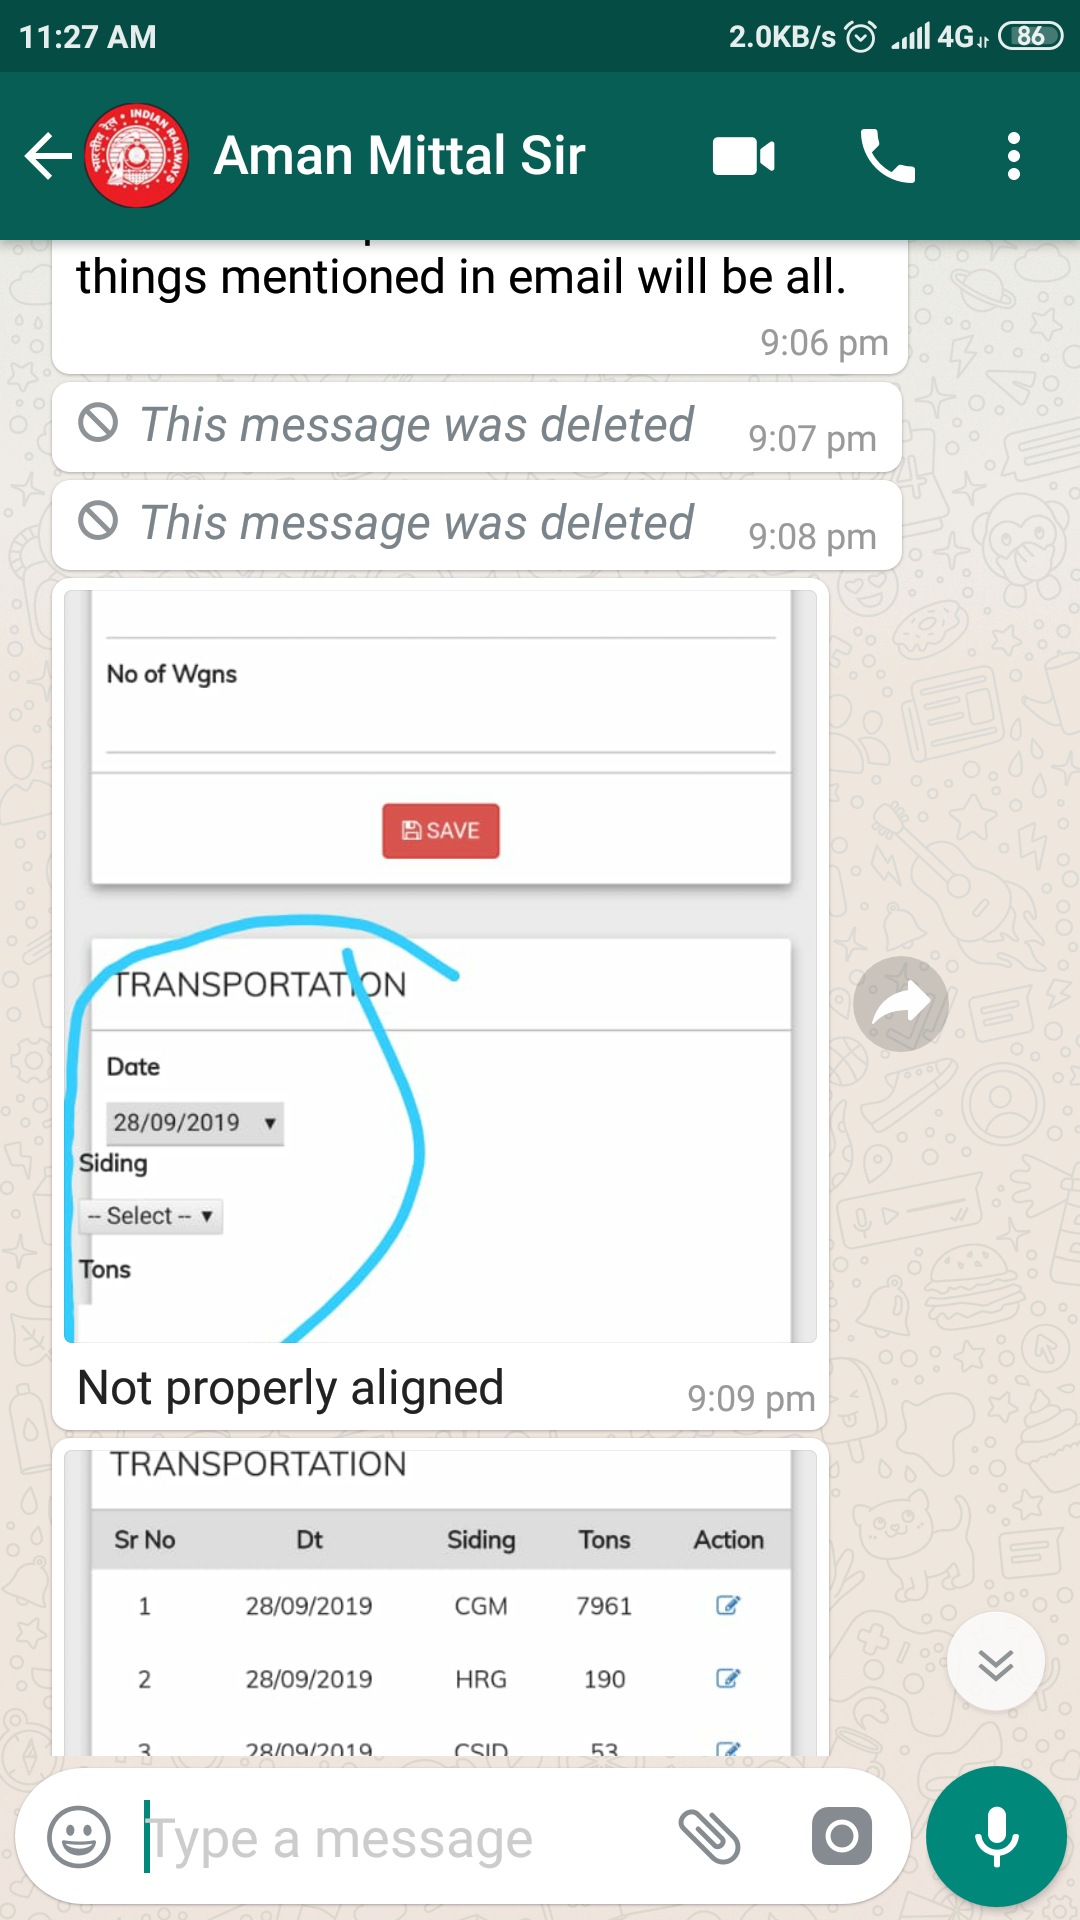 11:27 AM 2.0KB/s 4G 86
भारतीय रेल INDIAN RAILWAYS
Aman Mittal Sir
things mentioned in email will be all.
9:06 pm
This message was deleted 9:07 pm
This message was deleted 9:08 pm
No of Wgns
SAVE
TRANSPORTATION
Date
28/09/2019
Siding
-- Select --
Tons
Not properly aligned 9:09 pm
TRANSPORTATION
Sr No Dt Siding Tons Action
1 28/09/2019 CGM 7961
2 28/09/2019 HRG 190
3 28/09/2019 CSID 53
Type a message